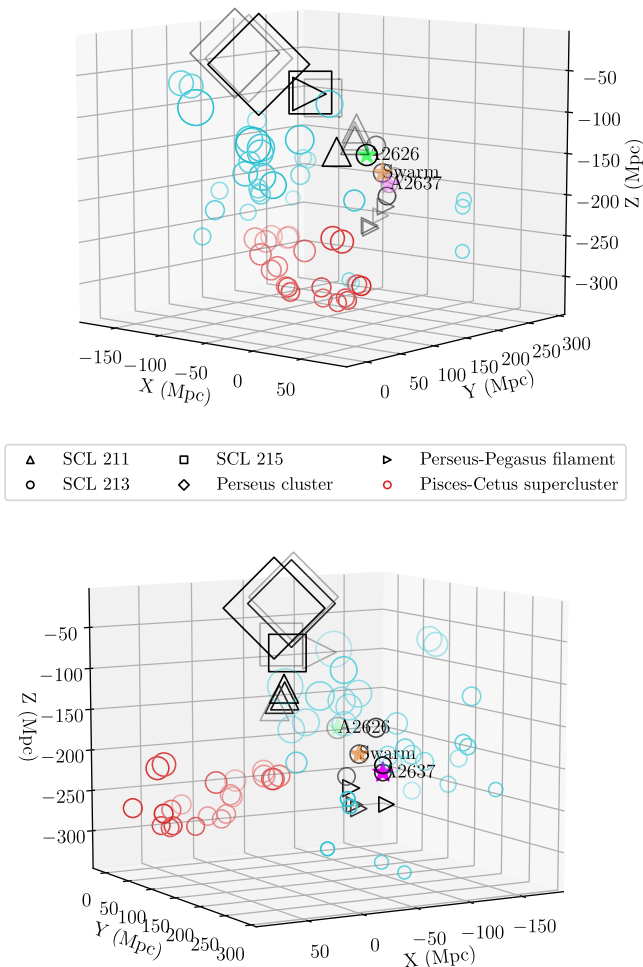 −50
−100
−150
−200
−250
−300
Z (Mpc)
A2626
Swarm
A2637
−150
−100
−50
0
50
X (Mpc)
0
50
100
150
200
250
300
Y (Mpc)
SCL 211
SCL 215
Perseus-Pegasus filament
SCL 213
Perseus cluster
Pisces-Cetus supercluster
−50
−100
−150
−200
−250
−300
Z (Mpc)
A2626
Swarm
A2637
0
50
100
150
200
250
300
Y (Mpc)
50
0
−50
−100
−150
X (Mpc)